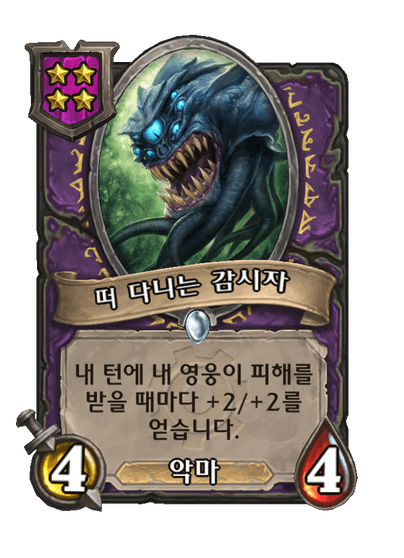 떠 다니는 감시자
내 턴에 내 영웅이 피해를
받을 때마다 +2/+2를
얻습니다.
4 악마 4